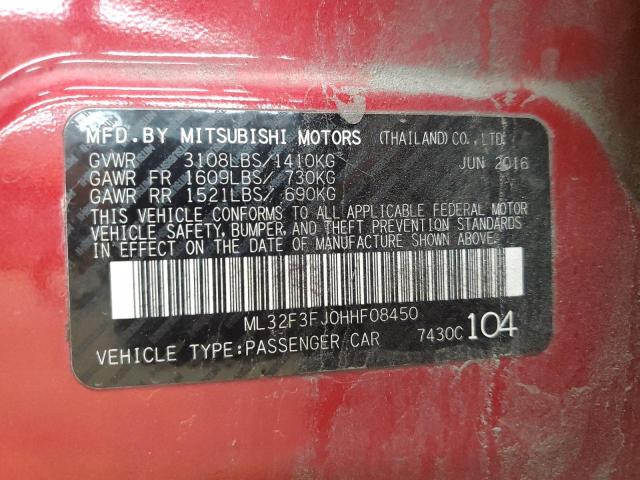 MFD.BY MITSUBISHI MOTORS (THAILAND)CO.,LTD.
GVWR 3108LBS/1410KG JUN 2016
GAWR FR 1609LBS/ 730KG
GAWR RR 1521LBS/ 690KG
THIS VEHICLE CONFORMS TO ALL APPLICABLE FEDERAL MOTOR
VEHICLE SAFETY, BUMPER, AND THEFT PREVENTION STANDARDS
IN EFFECT ON THE DATE OF MANUFACTURE SHOWN ABOVE.
ML32F3FJ0HHF08450
VEHICLE TYPE:PASSENGER CAR 7430C 104